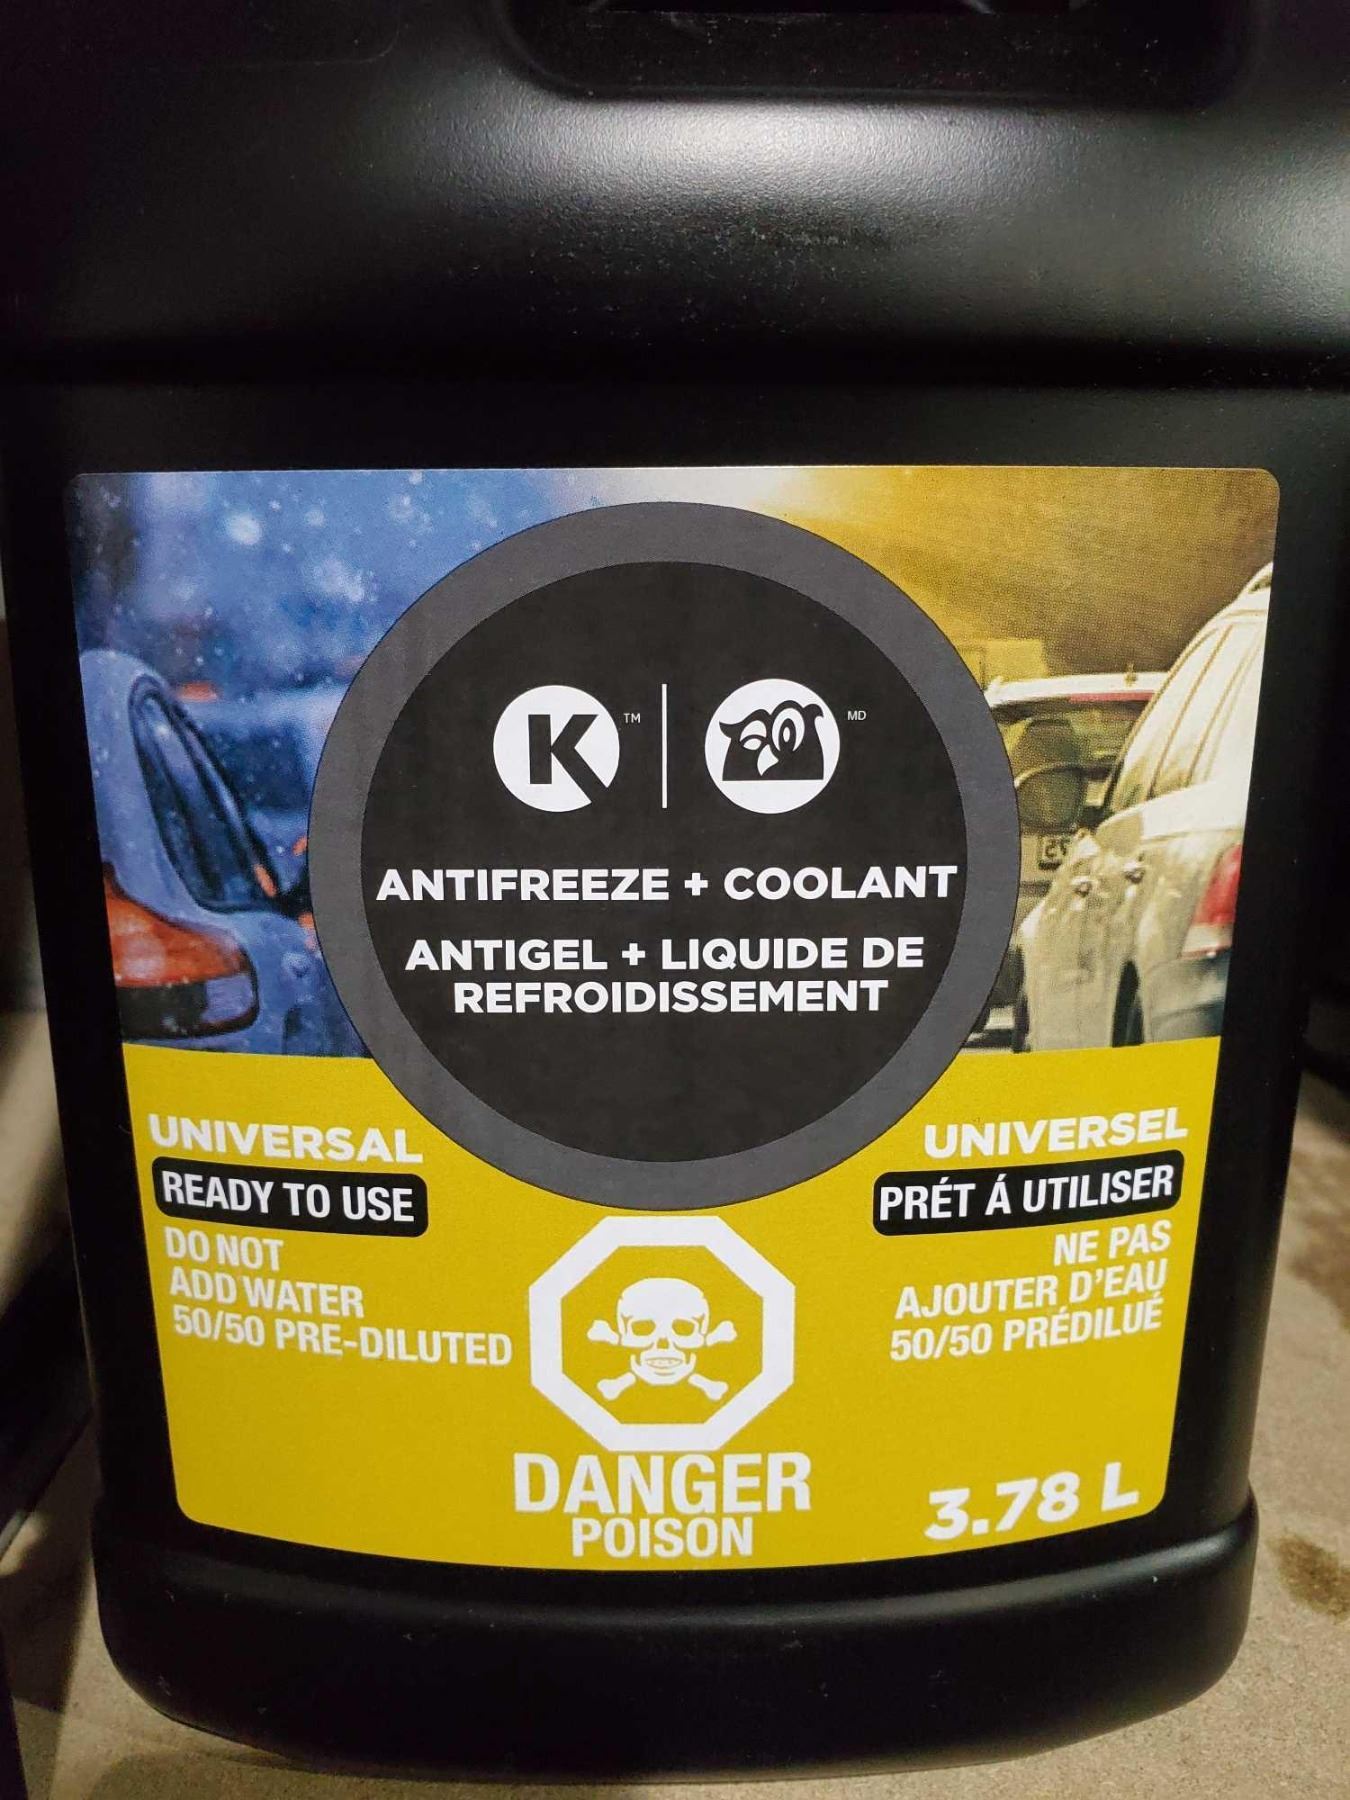 K TM MD
ANTIFREEZE + COOLANT
ANTIGEL + LIQUIDE DE
REFROIDISSEMENT
UNIVERSAL
READY TO USE
DO NOT
ADD WATER
50/50 PRE-DILUTED
UNIVERSEL
PRÉT Á UTILISER
NE PAS
AJOUTER D'EAU
50/50 PRÉDILUÉ
DANGER
POISON
3.78 L